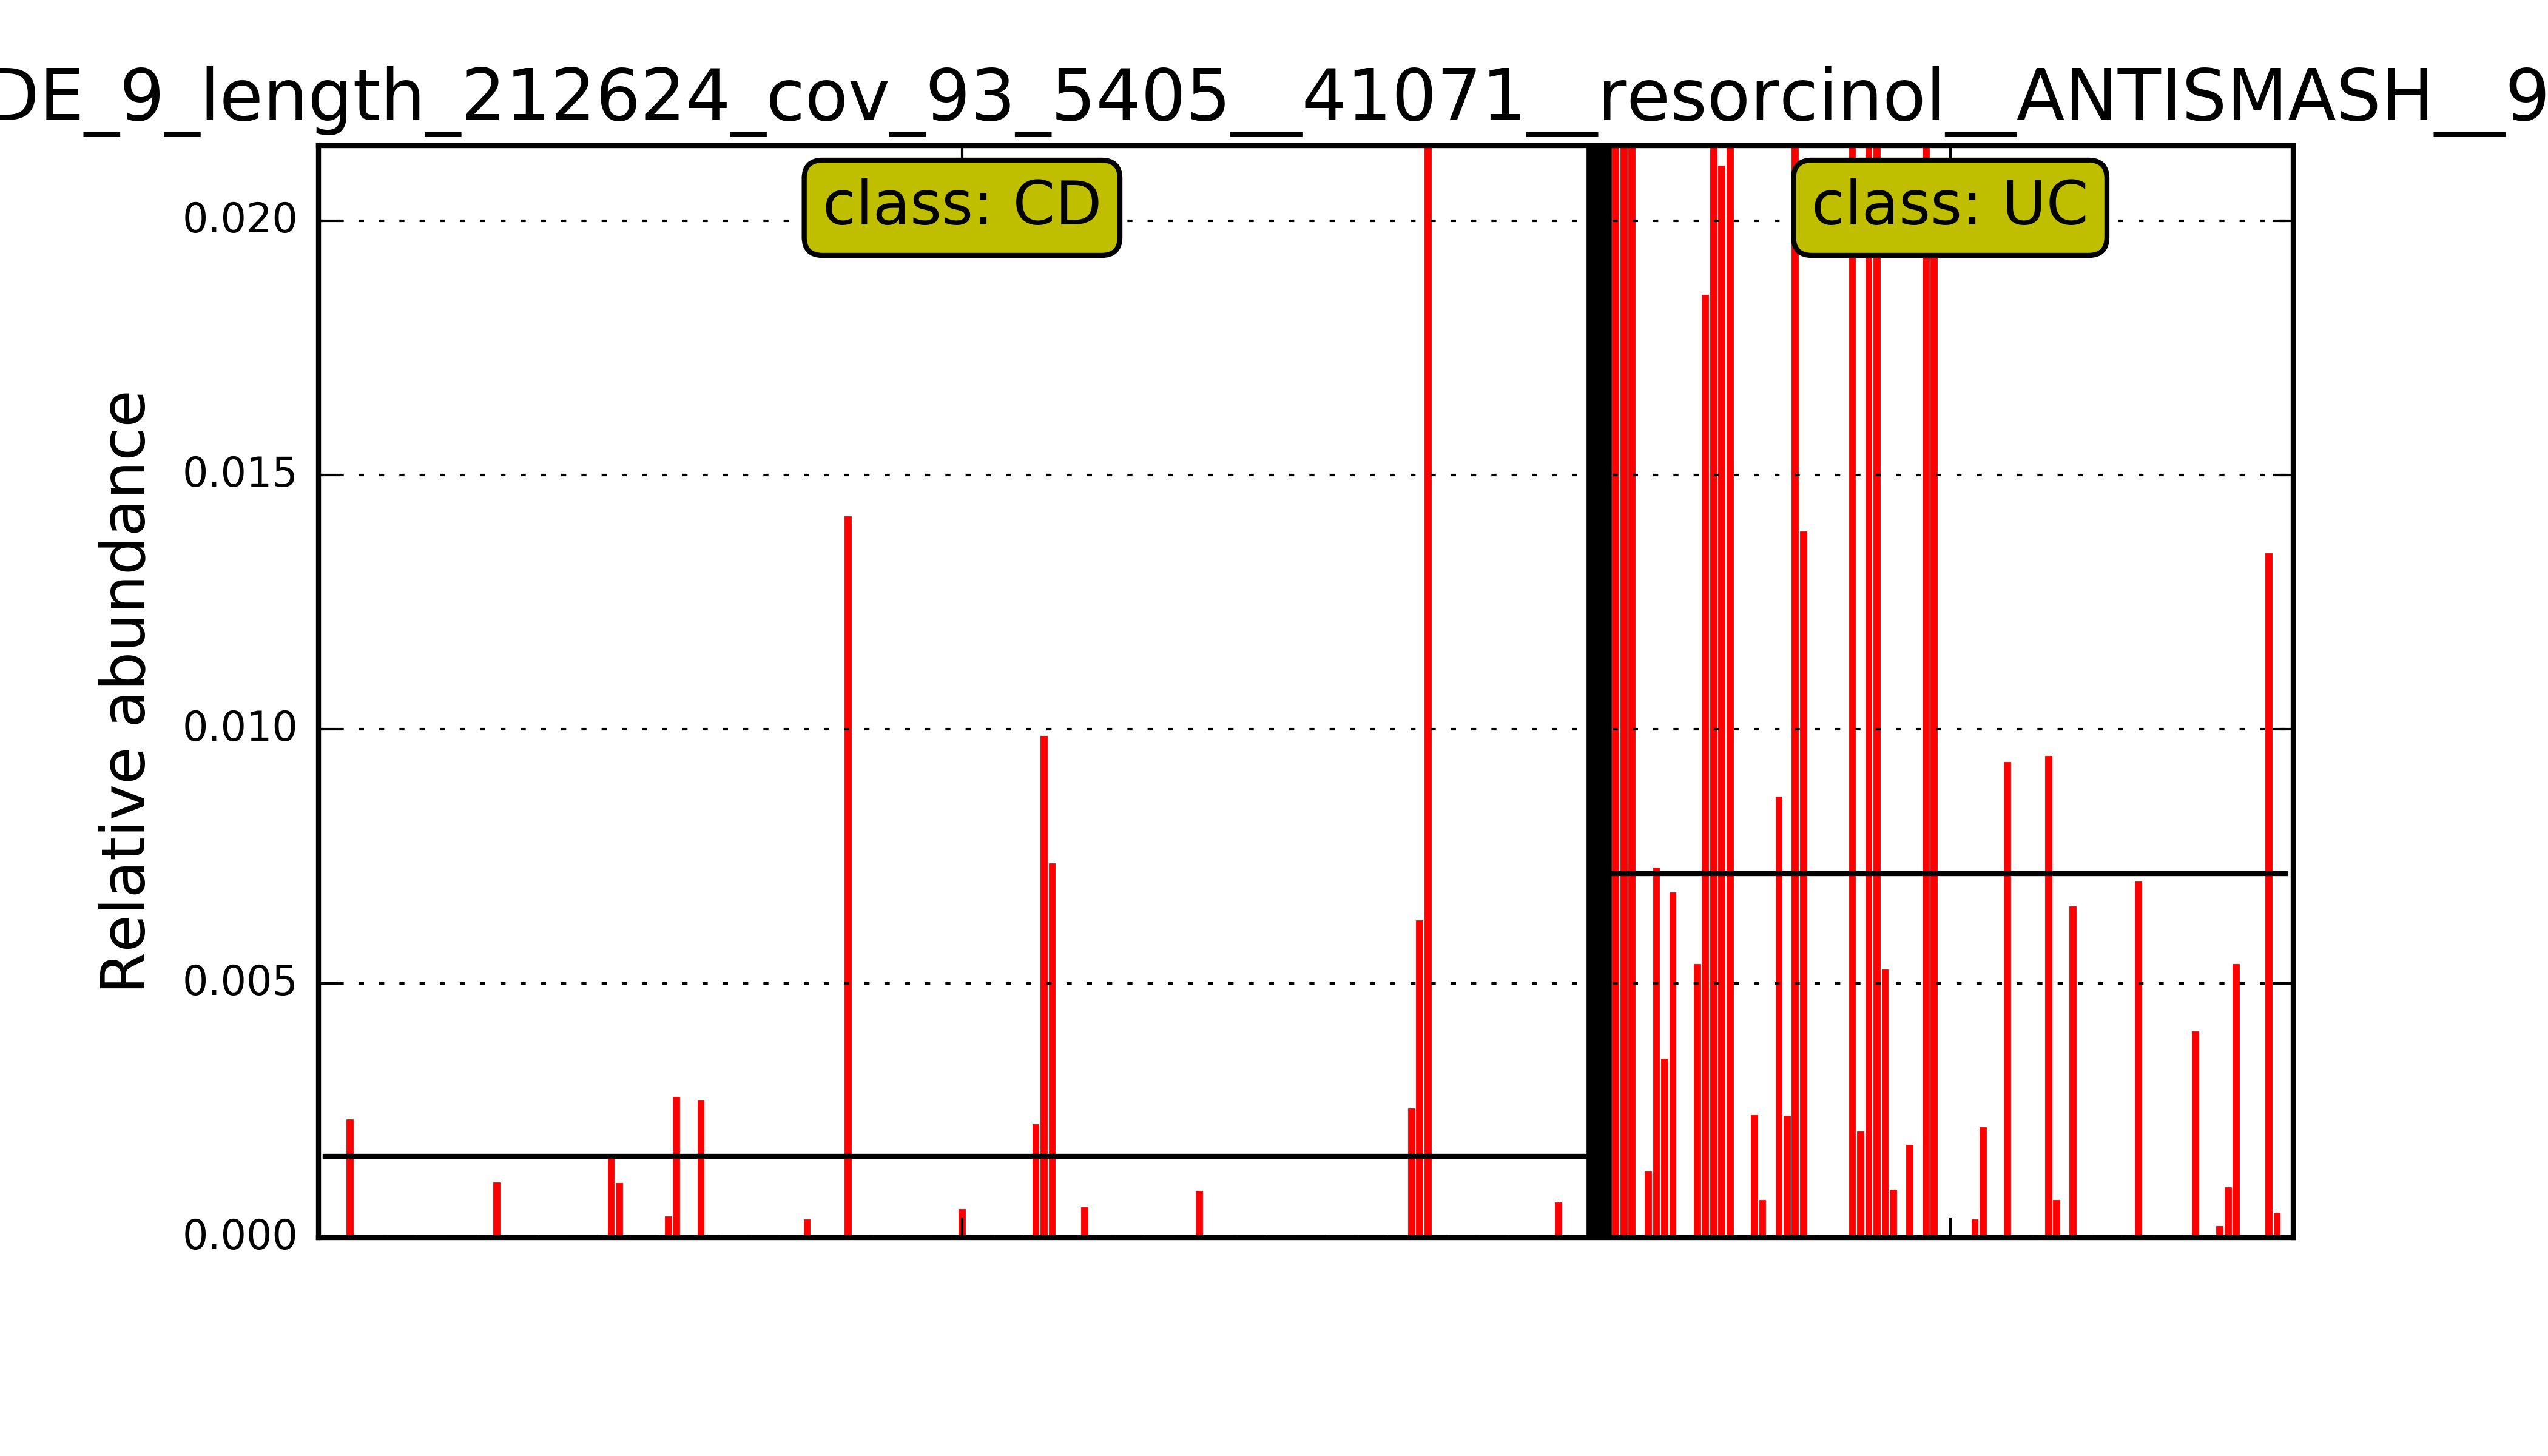 DE_9_length_212624_cov_93_5405__41071__resorcinol__ANTISMASH__9
class: CD
class: UC
0.020
0.015
0.010
0.005
0.000
Relative abundance